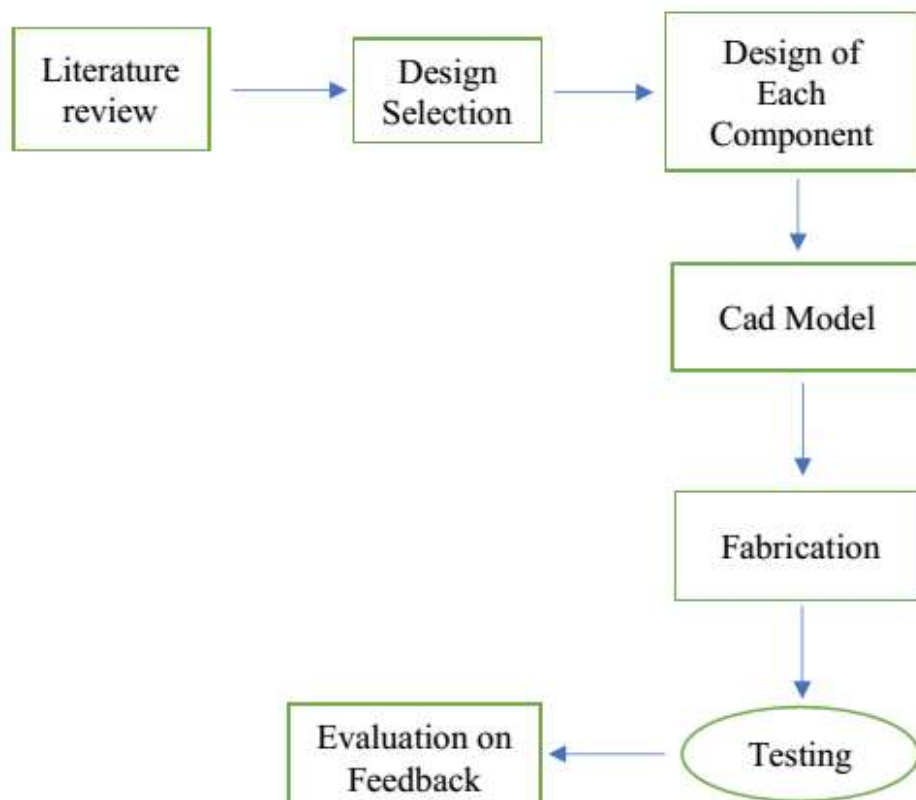 Literature
review
Design
Selection
Design of
Each
Component
Cad Model
Fabrication
Testing
Evaluation on
Feedback